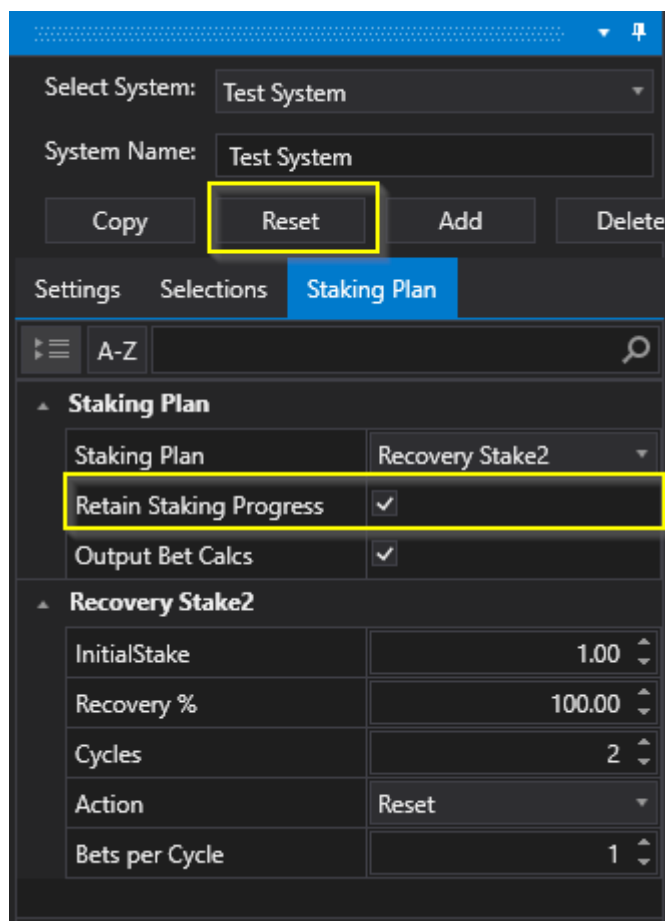 Select System: Test System
System Name: Test System
Copy Reset Add Delete
Settings Selections Staking Plan
A-Z
Staking Plan
Staking Plan Recovery Stake2
Retain Staking Progress
Output Bet Calcs
Recovery Stake2
InitialStake 1.00
Recovery % 100.00
Cycles 2
Action Reset
Bets per Cycle 1